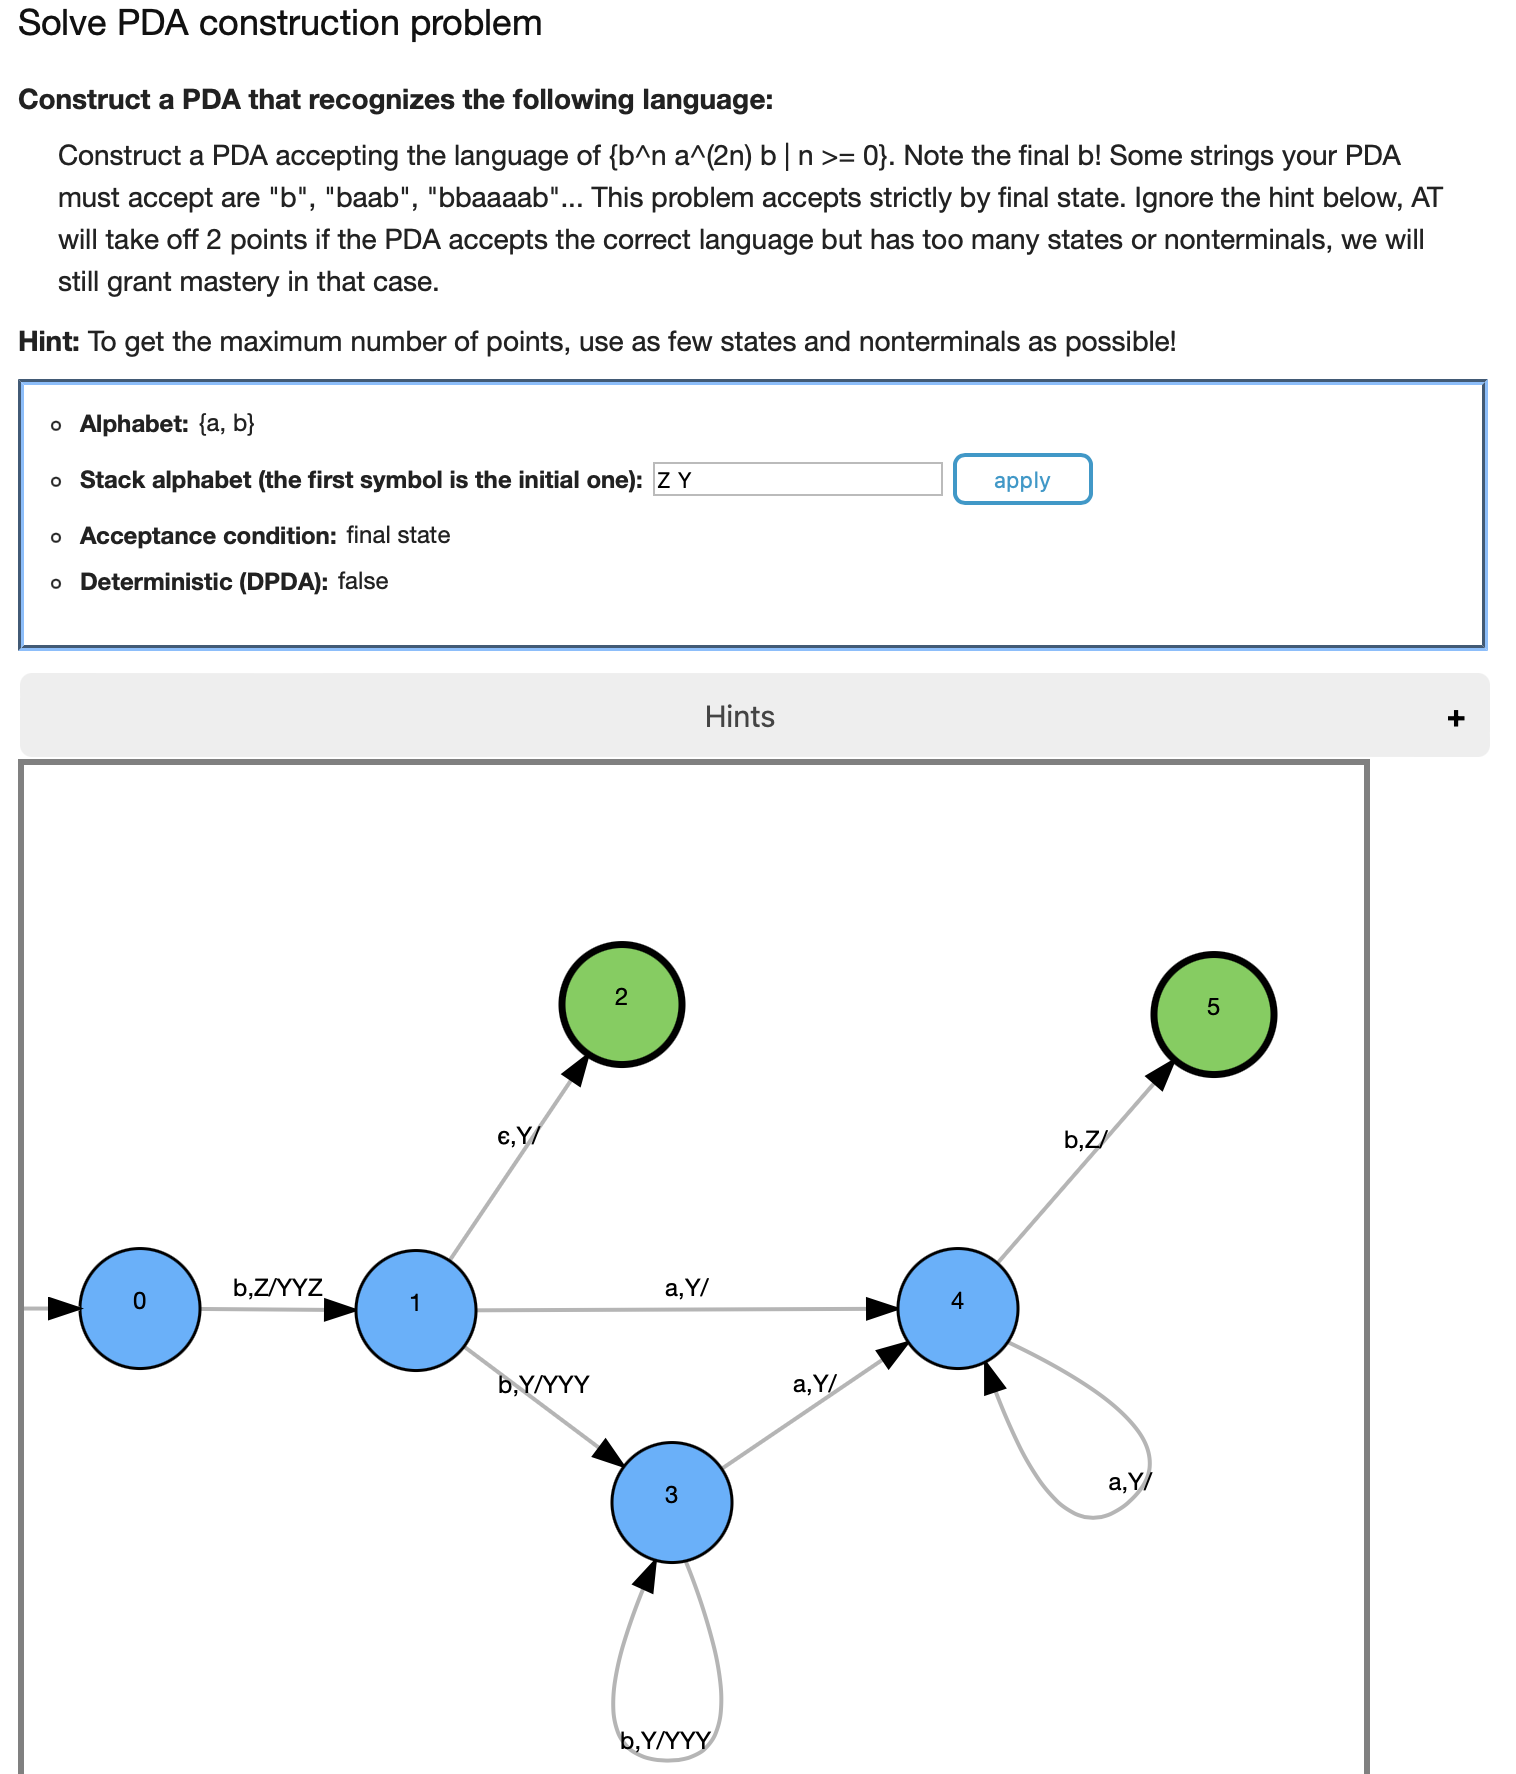 Solve PDA construction problem
Construct a PDA that recognizes the following language:
Construct a PDA accepting the language of {b^n a^(2n) b | n >= 0}. Note the final b! Some strings your PDA
must accept are "b", "baab", "bbaaaab"... This problem accepts strictly by final state. Ignore the hint below, AT
will take off 2 points if the PDA accepts the correct language but has too many states or nonterminals, we will
still grant mastery in that case.
Hint: To get the maximum number of points, use as few states and nonterminals as possible!
Alphabet: {a, b}
Stack alphabet (the first symbol is the initial one): Z Y apply
Acceptance condition: final state
Deterministic (DPDA): false
Hints +
2
5
ϵ,Y/
b,Z/
0
b,Z/YYZ
1
a,Y/
4
b,Y/YYY
a,Y/
3
a,Y/
b,Y/YYY